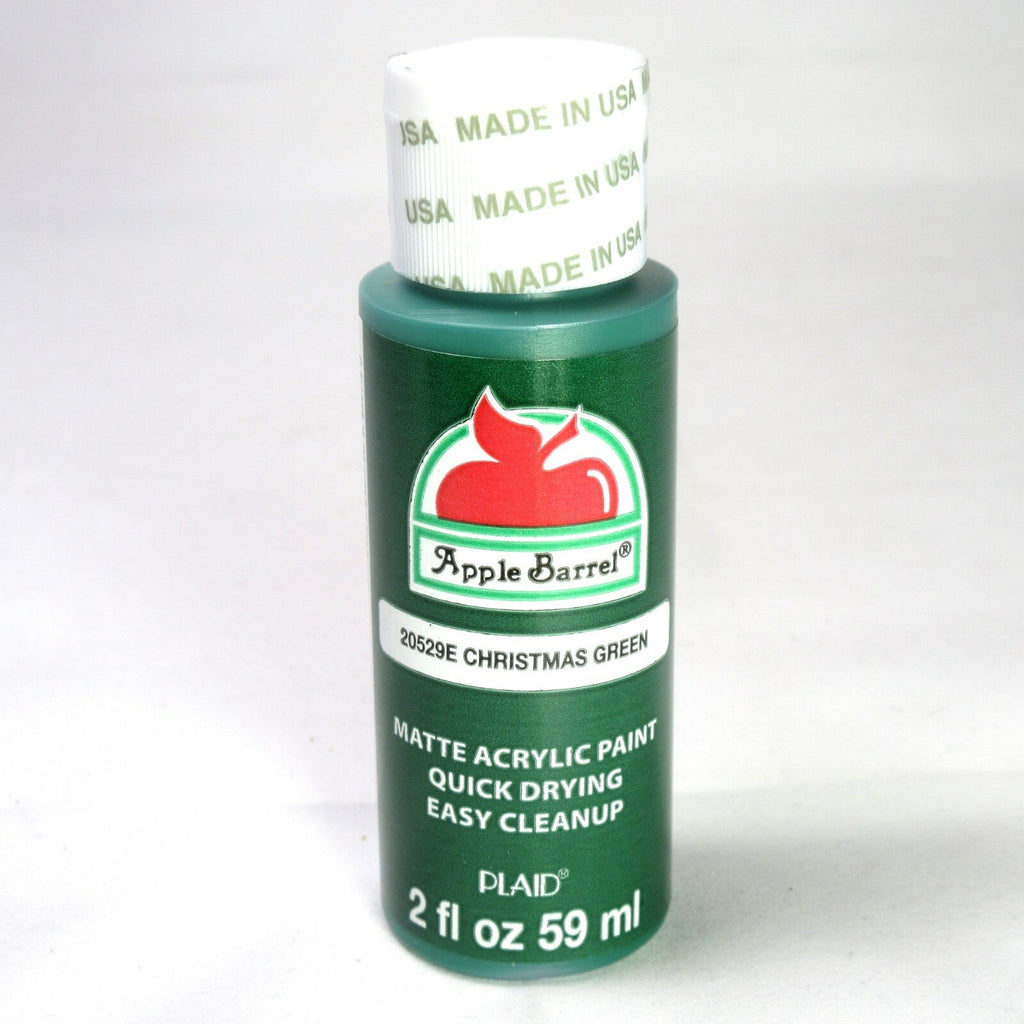 USA MADE IN USA
USA MADE IN USA
USA MADE IN USA
Apple Barrel®
20529E CHRISTMAS GREEN
MATTE ACRYLIC PAINT
QUICK DRYING
EASY CLEANUP
PLAID®
2 fl oz 59 ml